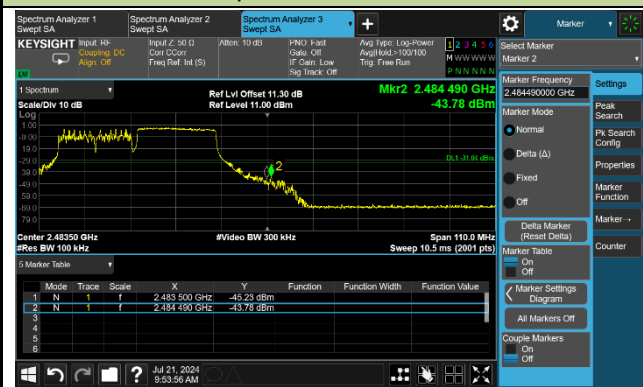 Spectrum Analyzer 1
Swept SA
Spectrum Analyzer 2
Swept SA
Spectrum Analyzer 3
Swept SA
Marker
KEYSIGHT
Input: RF
Coupling: DC
Align: Off
Input Z: 50 Ω
Corr CCorr
Freq Ref: Int (S)
Atten: 10 dB
PNO: Fast
Gate: Off
IF Gain: Low
Sig Track: Off
Avg Type: Log-Power
Avg|Hold:>100/100
Trig: Free Run
1 2 3 4 5 6
M W W W W W
P N N N N N
Select Marker
Marker 2
1 Spectrum
Scale/Div 10 dB
Log
Ref Lvl Offset 11.30 dB
Ref Level 11.00 dBm
Mkr2 2.484 490 GHz
-43.78 dBm
1.00
-9.00
-19.0
-29.0
-39.0
-49.0
-59.0
-69.0
-79.0
2
DL1 -31.04 dBm
Center 2.48350 GHz
#Res BW 100 kHz
#Video BW 300 kHz
Span 110.0 MHz
Sweep 10.5 ms (2001 pts)
5 Marker Table
Mode Trace Scale X Y Function Function Width Function Value
1 N 1 f 2.483 500 GHz -45.23 dBm
2 N 1 f 2.484 490 GHz -43.78 dBm
3
4
5
6
Marker Frequency
2.484490000 GHz
Marker Mode
Normal
Delta (Δ)
Fixed
Off
Delta Marker
(Reset Delta)
Marker Table
On
Off
Marker Settings
Diagram
All Markers Off
Couple Markers
On
Off
Settings
Peak
Search
Pk Search
Config
Properties
Marker
Function
Marker→
Counter
?
Jul 21, 2024
9:53:56 AM